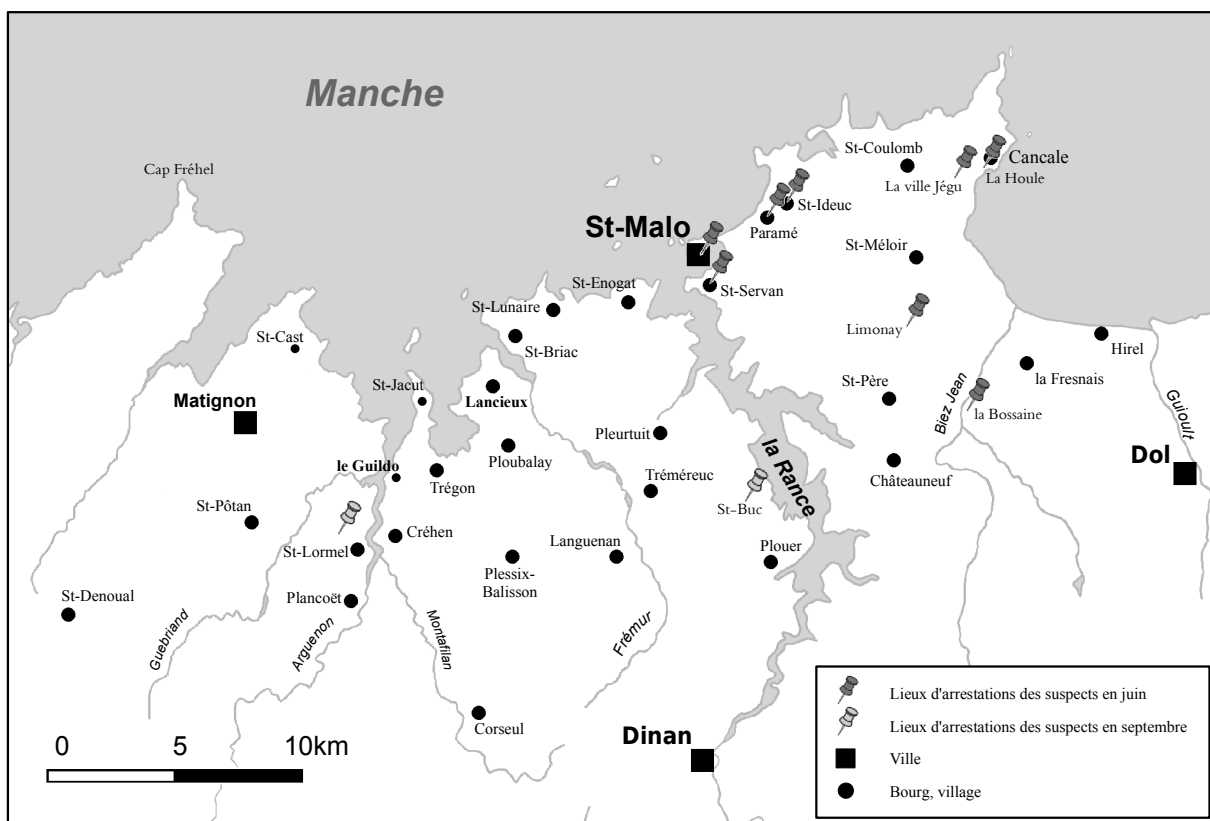 Manche
Cap Fréhel
St-Coulomb
Cancale
La ville Jégu
La Houle
St-Ideuc
Paramé
St-Malo
St-Méloir
St-Servan
St-Enogat
St-Lunaire
Limonay
St-Cast
St-Briac
Hirel
la Fresnais
St-Jacut
St-Père
Biez Jean
la Bossaine
Guioult
Matignon
Lancieux
Pleurtuit
la Rance
Ploubalay
Dol
le Guildo
Trégon
Tréméreuc
Châteauneuf
St-Pôtan
St-Buc
Créhen
Languenan
Plouer
St-Lormel
Plessix-
Balisson
St-Denoual
Plancoët
Guebriand
Arguenon
Montafilan
Frémur
Corseul
Dinan
0 5 10km
Lieux d'arrestations des suspects en juin
Lieux d'arrestations des suspects en septembre
Ville
Bourg, village